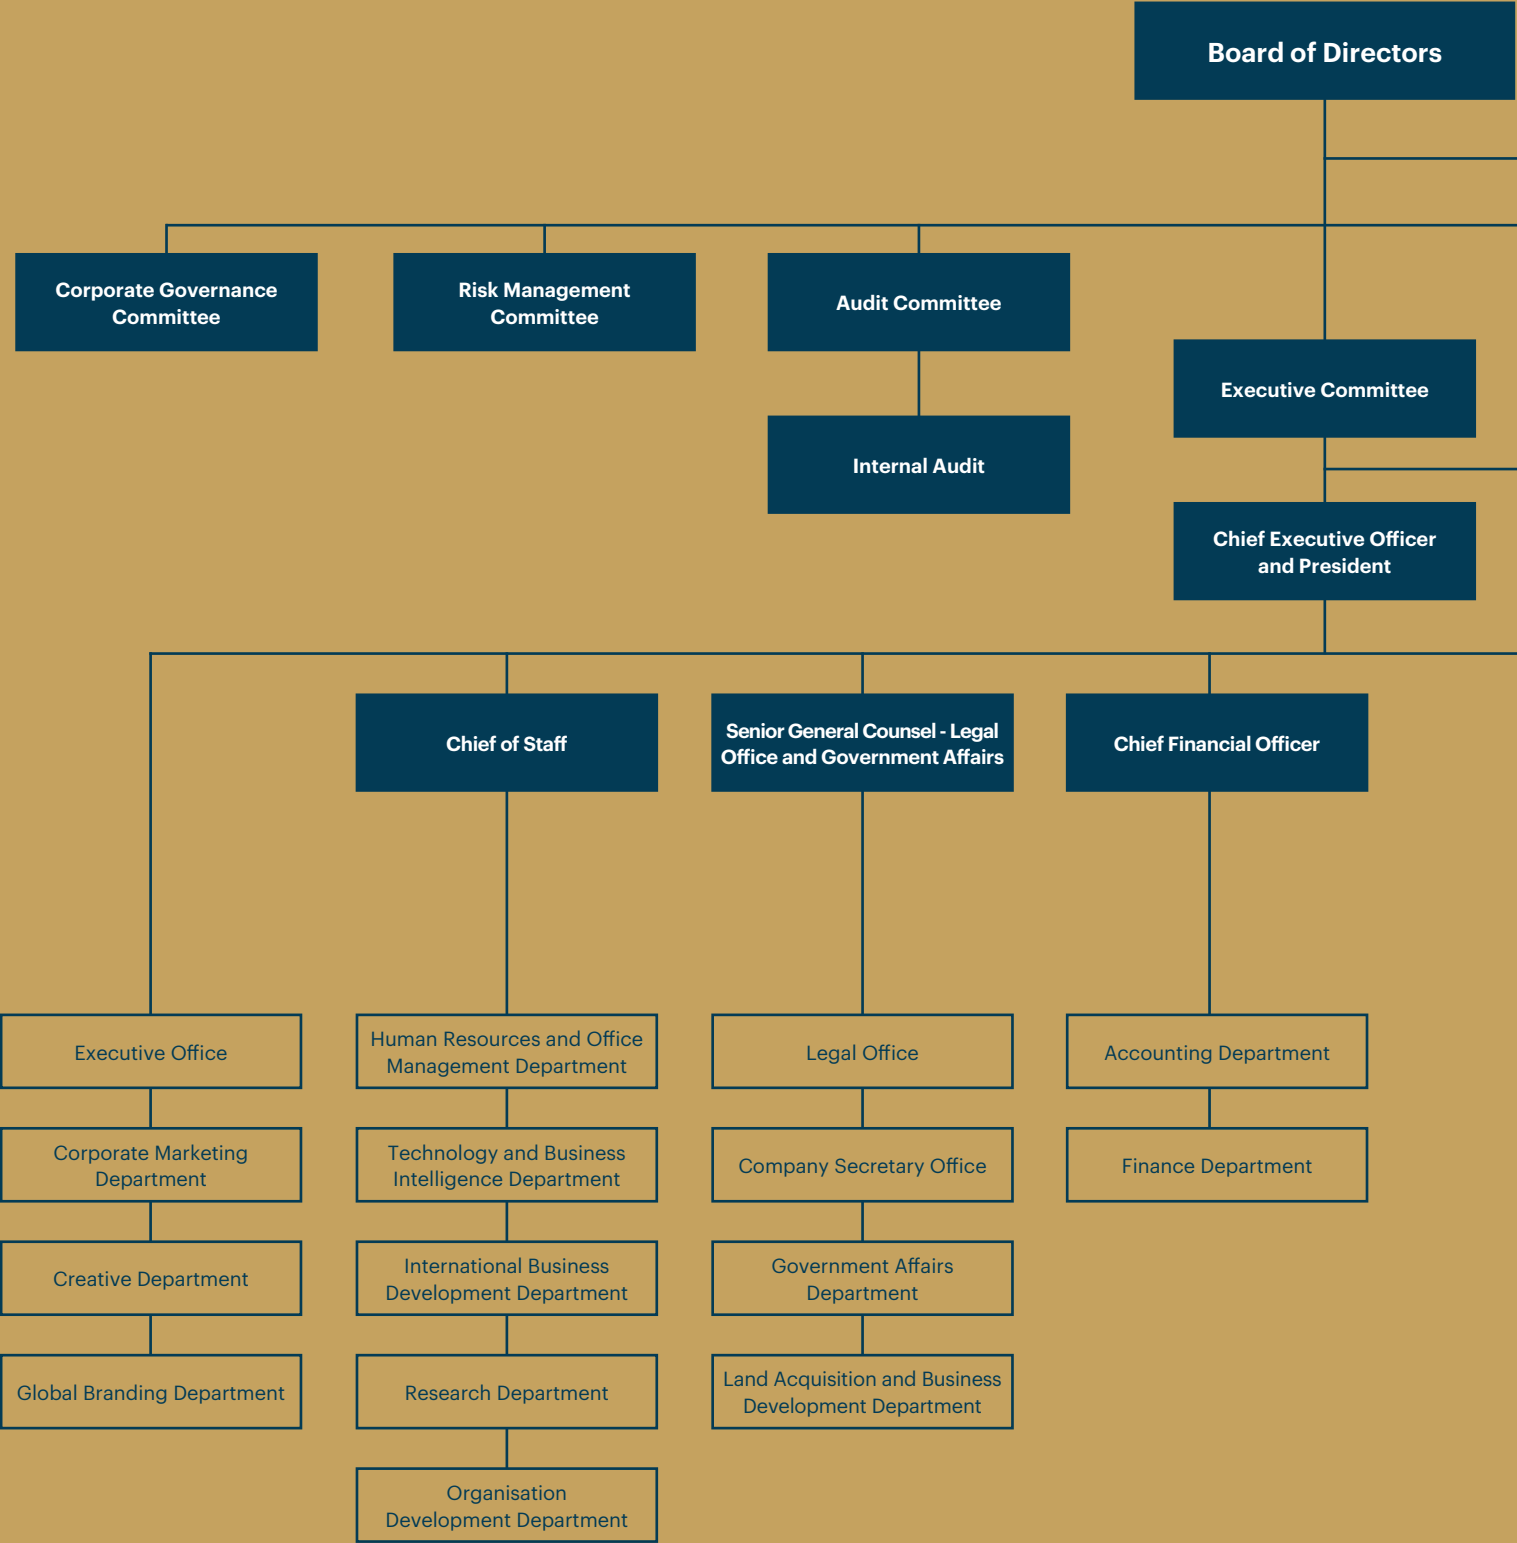 Board of Directors
Corporate Governance
Committee
Risk Management
Committee
Audit Committee
Executive Committee
Internal Audit
Chief Executive Officer
and President
Chief of Staff
Senior General Counsel - Legal
Office and Government Affairs
Chief Financial Officer
Executive Office
Human Resources and Office
Management Department
Legal Office
Accounting Department
Corporate Marketing
Department
Technology and Business
Intelligence Department
Company Secretary Office
Finance Department
Creative Department
International Business
Development Department
Government Affairs
Department
Global Branding Department
Research Department
Land Acquisition and Business
Development Department
Organisation
Development Department